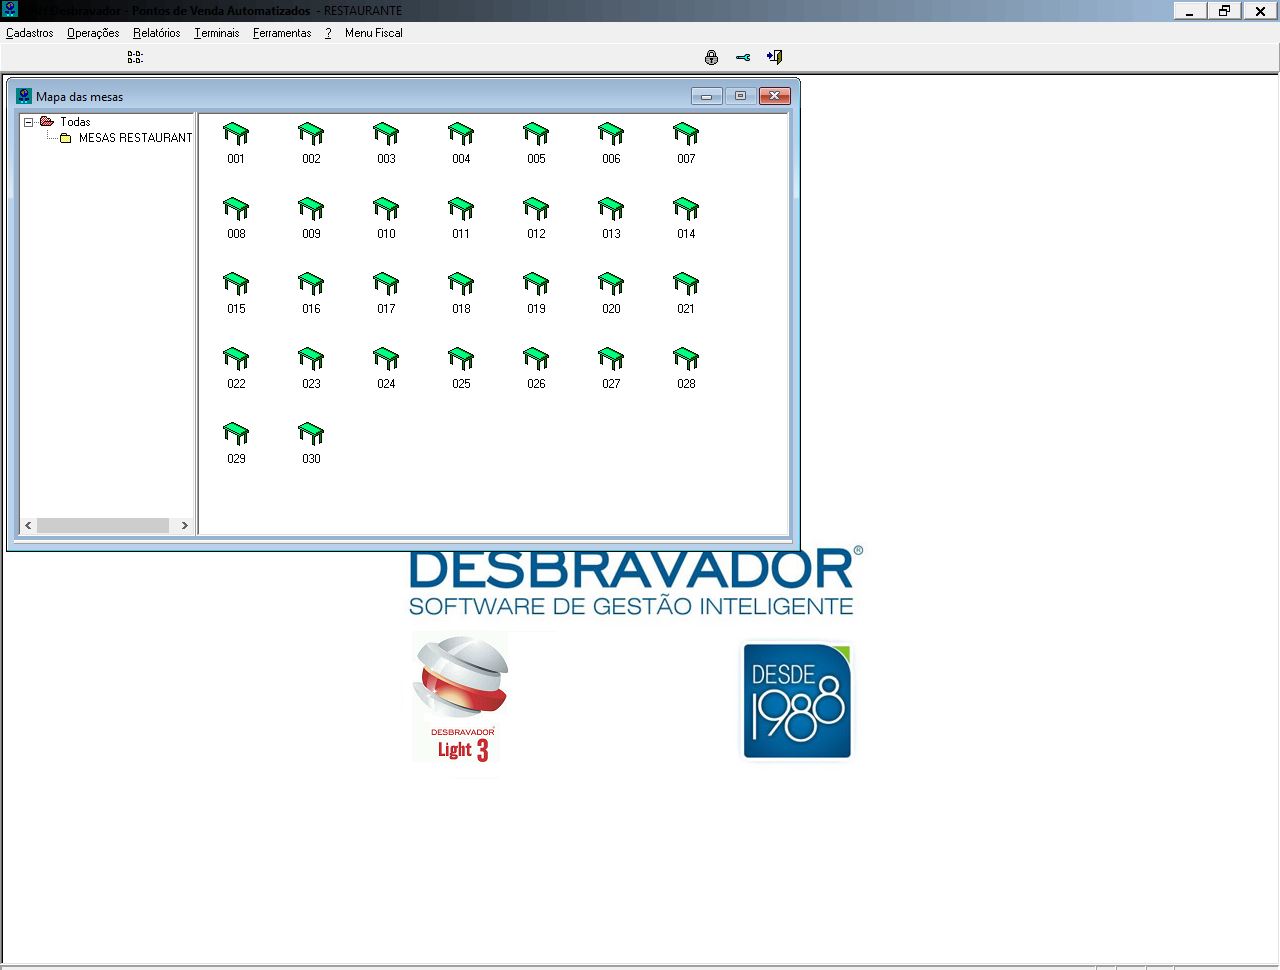 Desbravador - Pontos de Venda Automatizados - RESTAURANTE
Cadastros Operações Relatórios Terminais Ferramentas ? Menu Fiscal
Mapa das mesas
Todas
MESAS RESTAURANT
001 002 003 004 005 006 007
008 009 010 011 012 013 014
015 016 017 018 019 020 021
022 023 024 025 026 027 028
029 030
DESBRAVADOR®
SOFTWARE DE GESTÃO INTELIGENTE
DESBRAVADOR®
Light 3
DESDE
1988